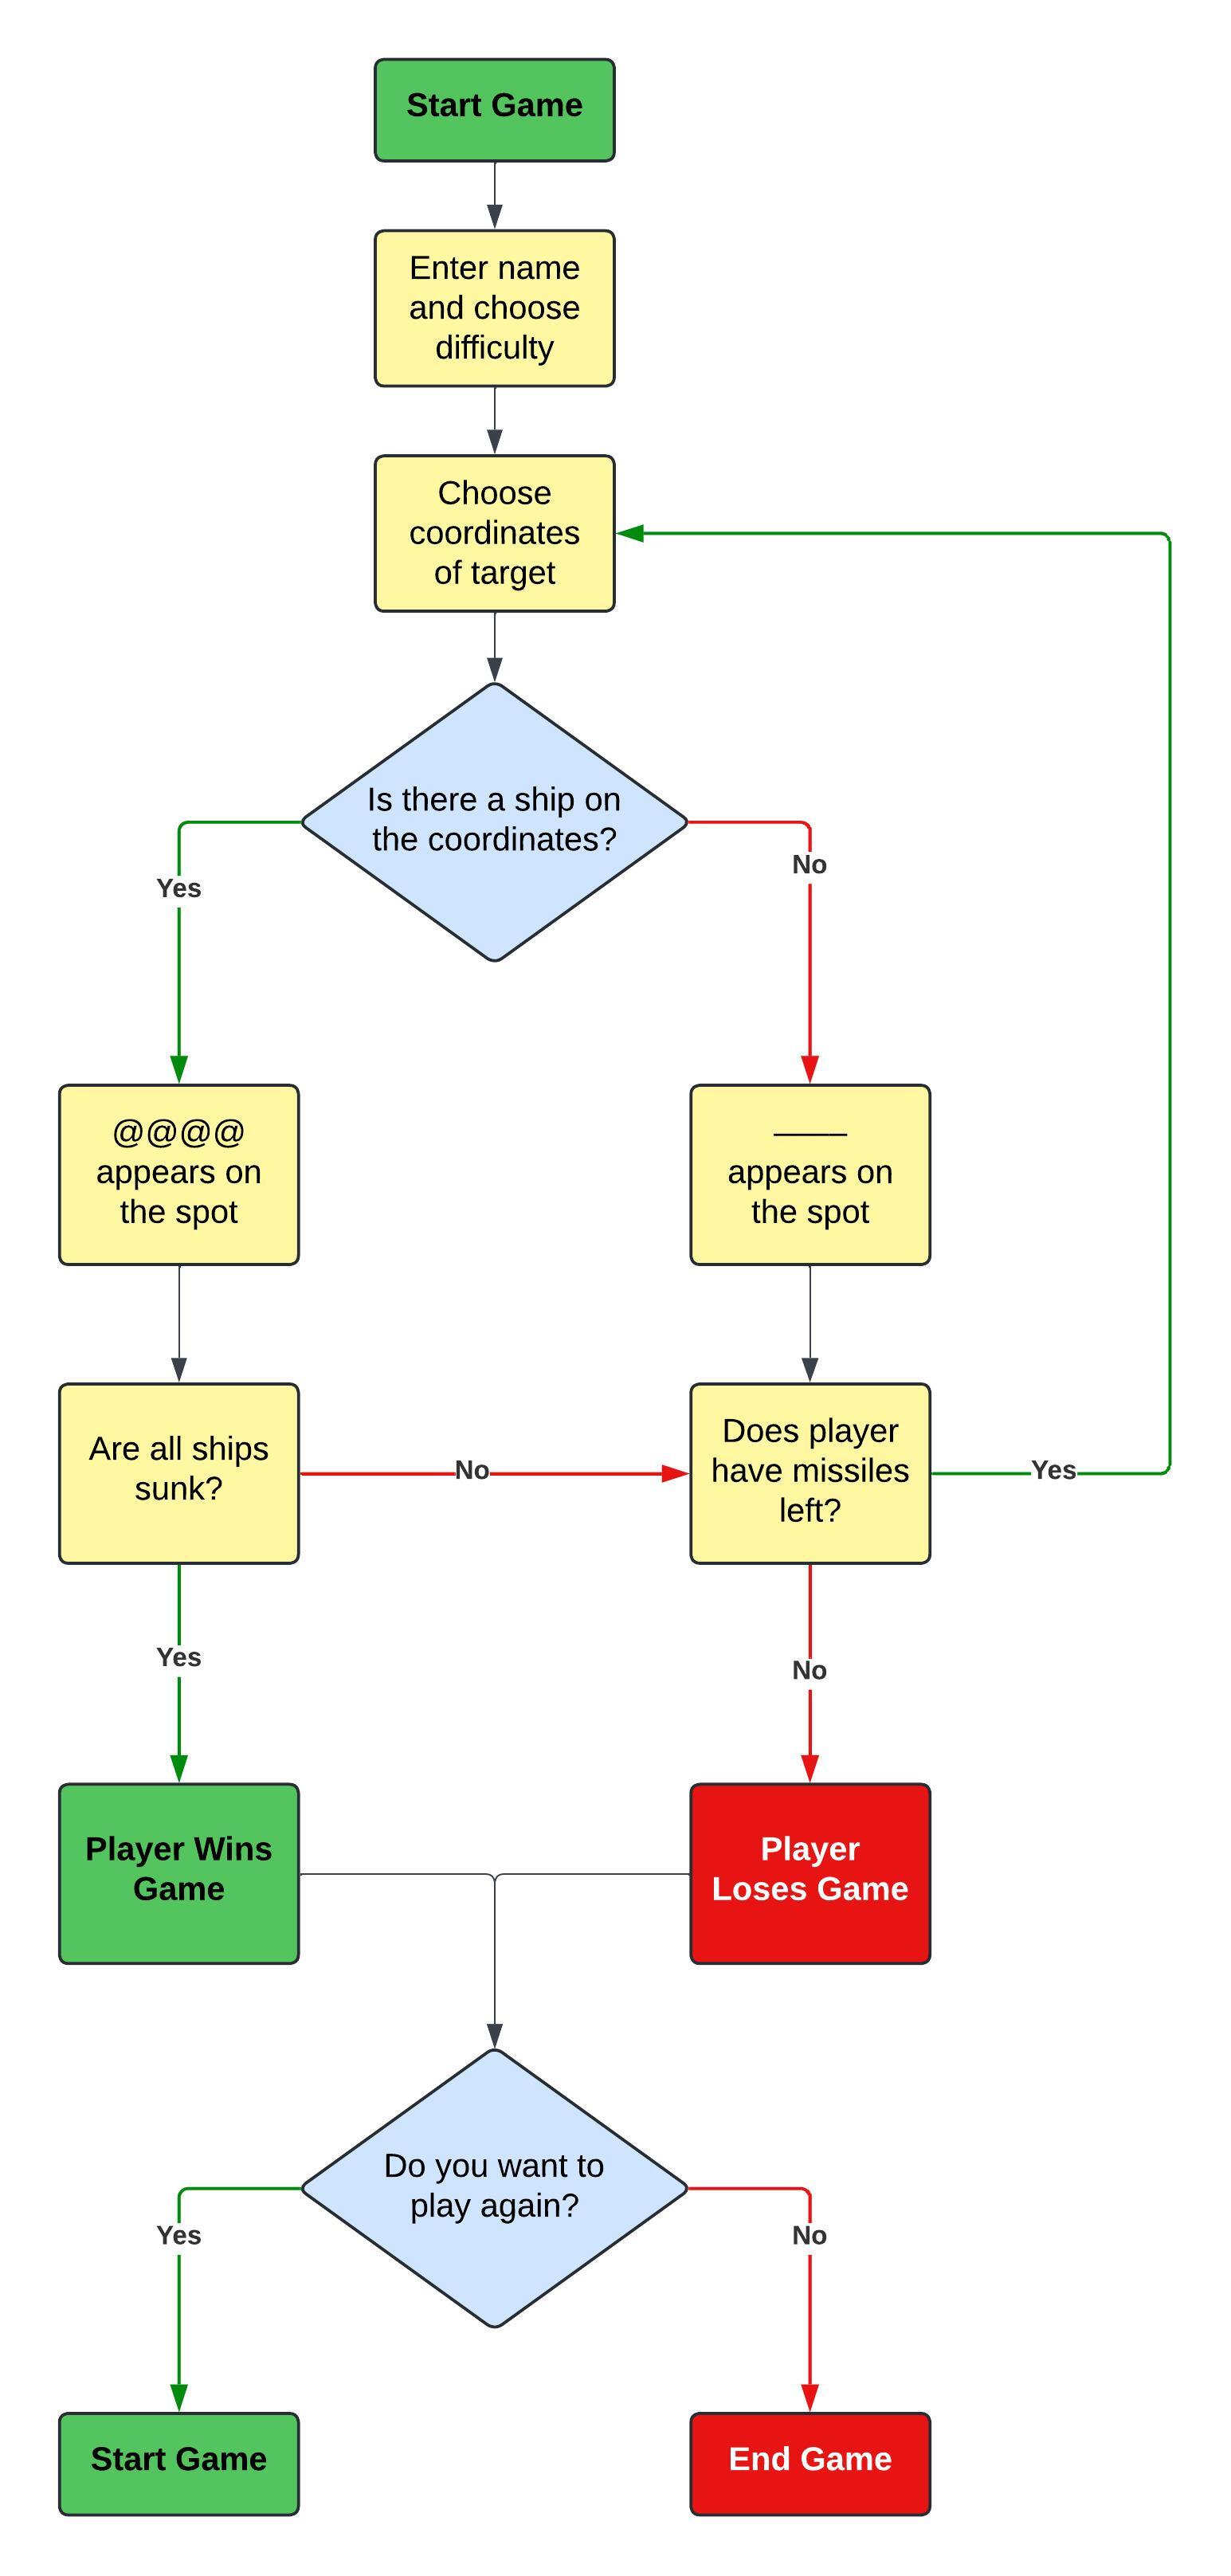 Start Game
Enter name
and choose
difficulty
Choose
coordinates
of target
Is there a ship on
the coordinates?
Yes
No
@@@@
appears on
the spot
____
appears on
the spot
Are all ships
sunk?
No
Does player
have missiles
left?
Yes
Yes
No
Player Wins
Game
Player
Loses Game
Do you want to
play again?
Yes
No
Start Game
End Game